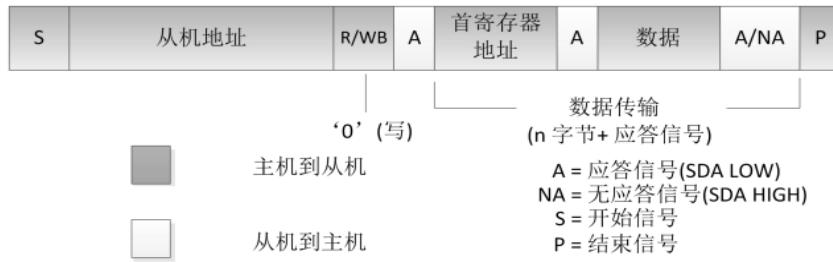 S 从机地址 R/WB A 首寄存器地址 A 数据 A/NA P
‘0’ (写)
数据传输
(n 字节+ 应答信号)
主机到从机
从机到主机
A = 应答信号(SDA LOW)
NA = 无应答信号(SDA HIGH)
S = 开始信号
P = 结束信号